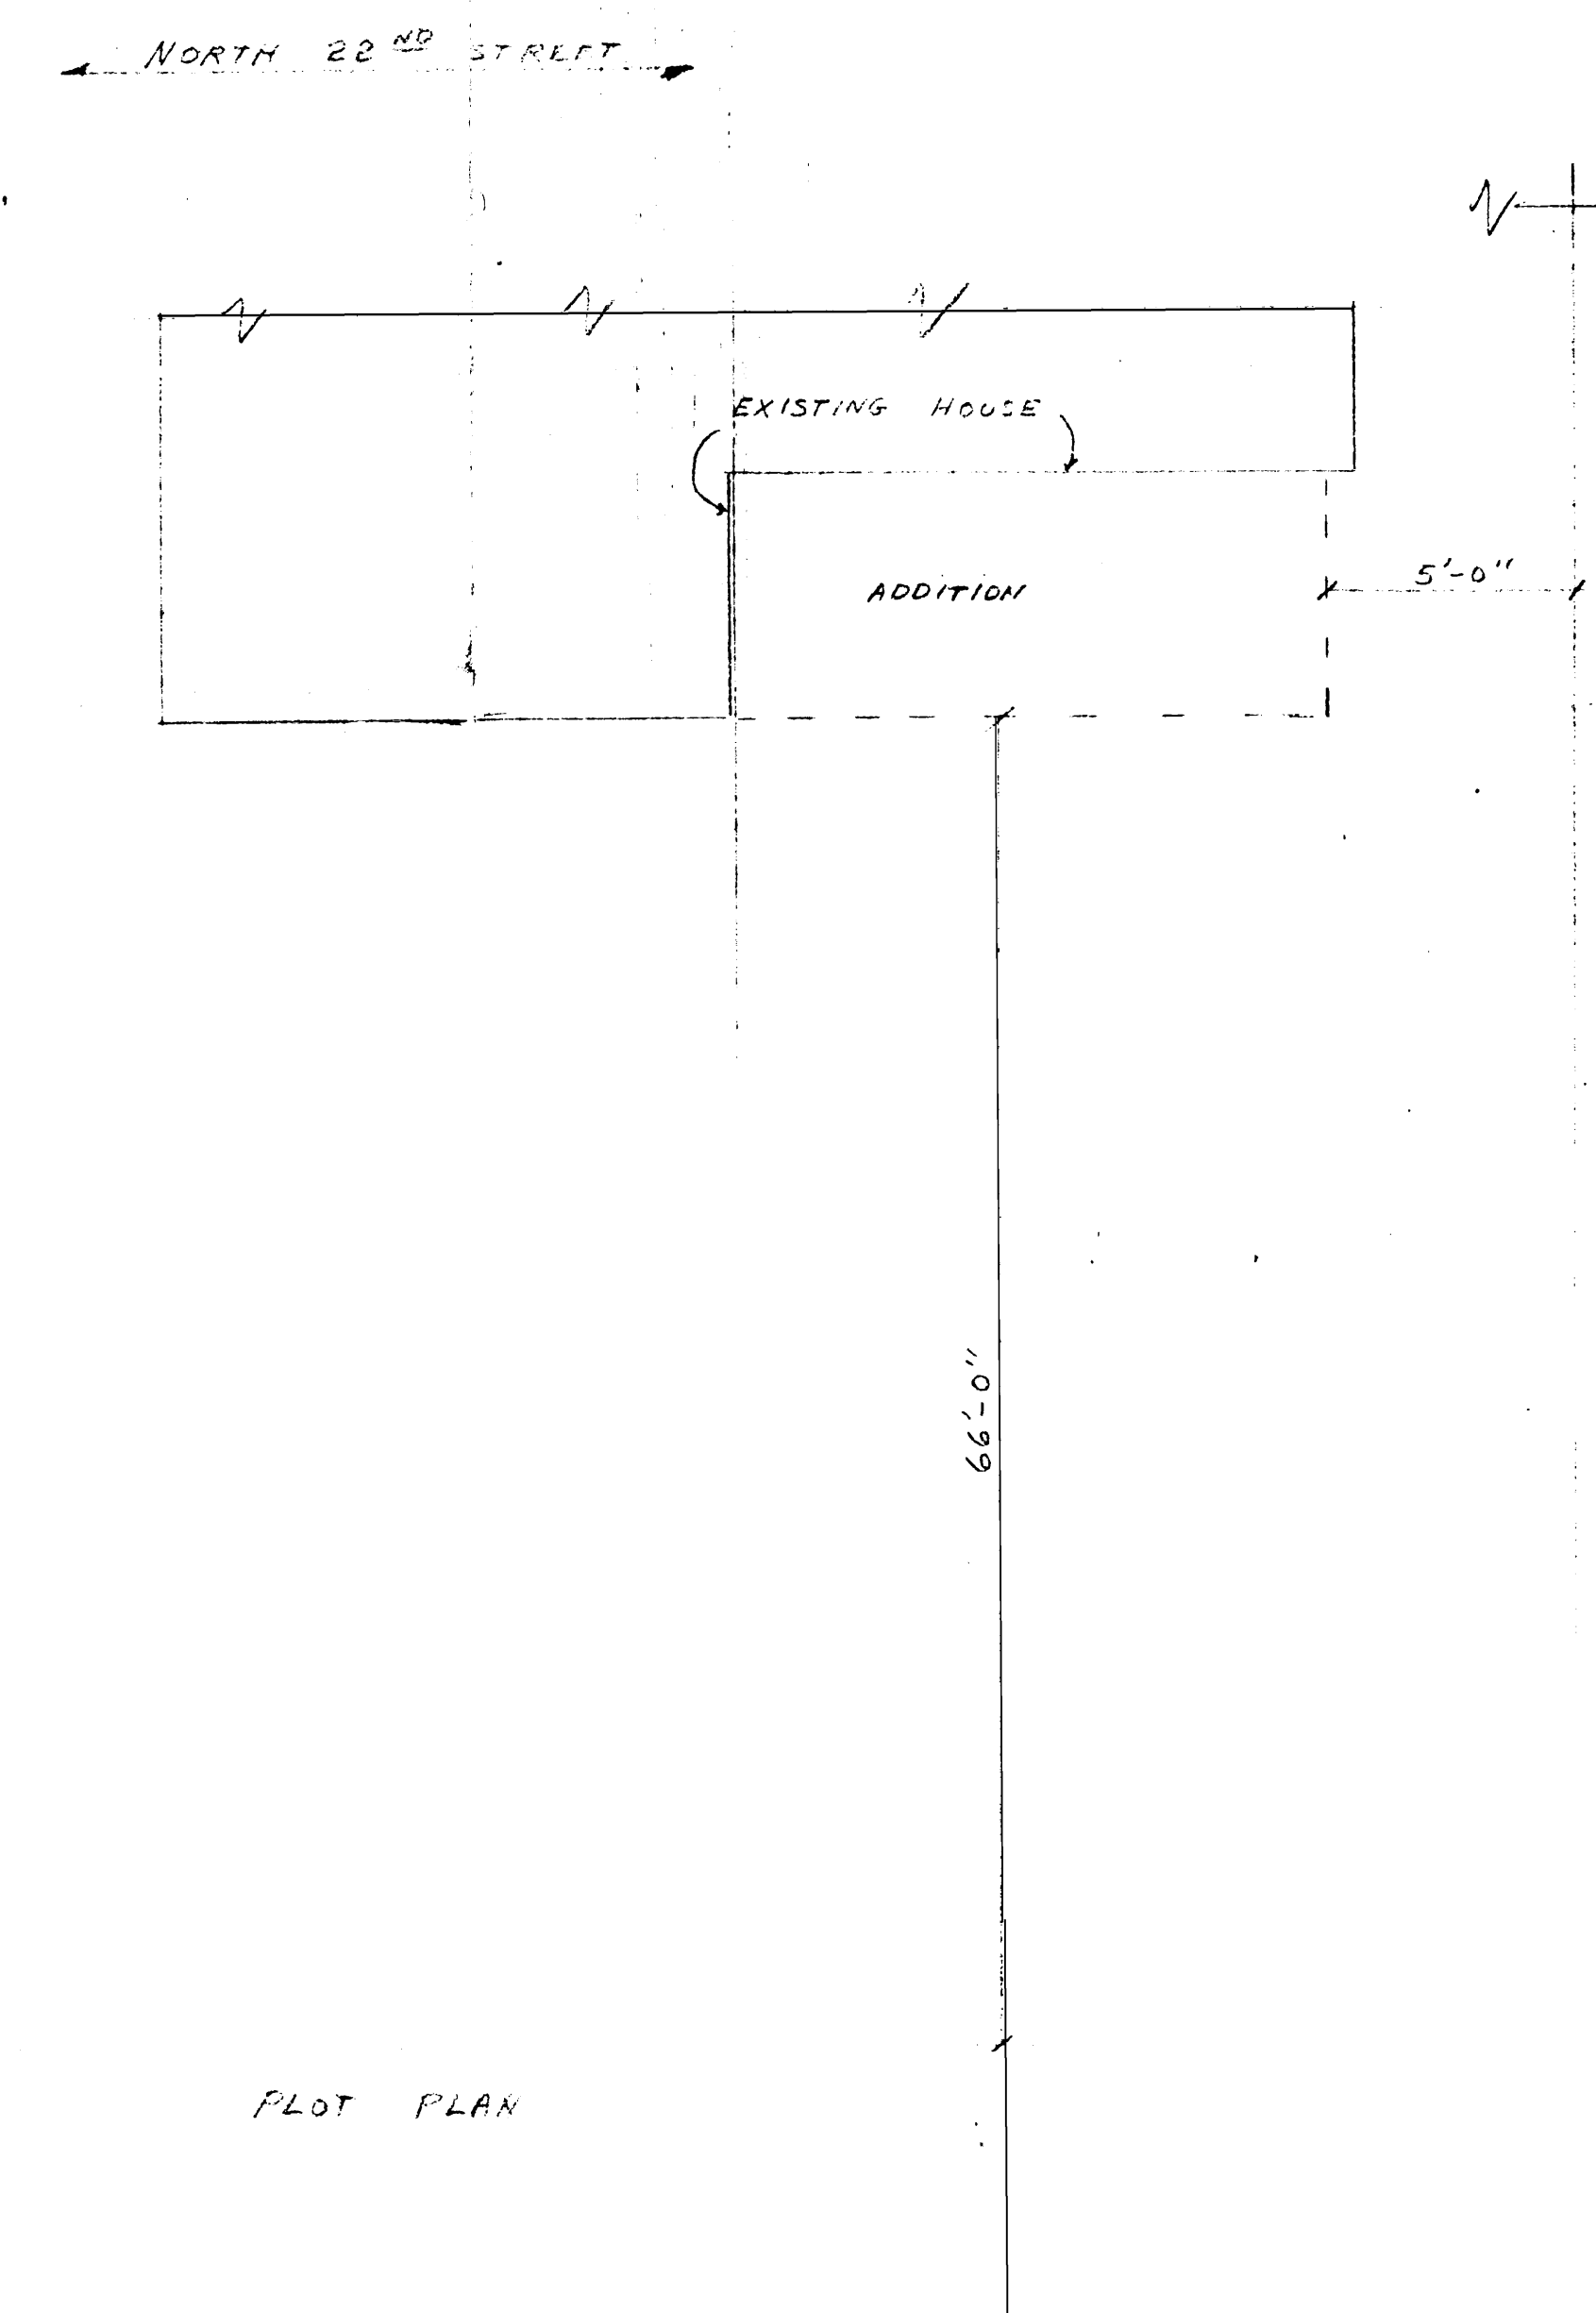 NORTH 22ND STREET
N
EXISTING HOUSE
ADDITION
5'-0"
66'-0"
PLOT PLAN